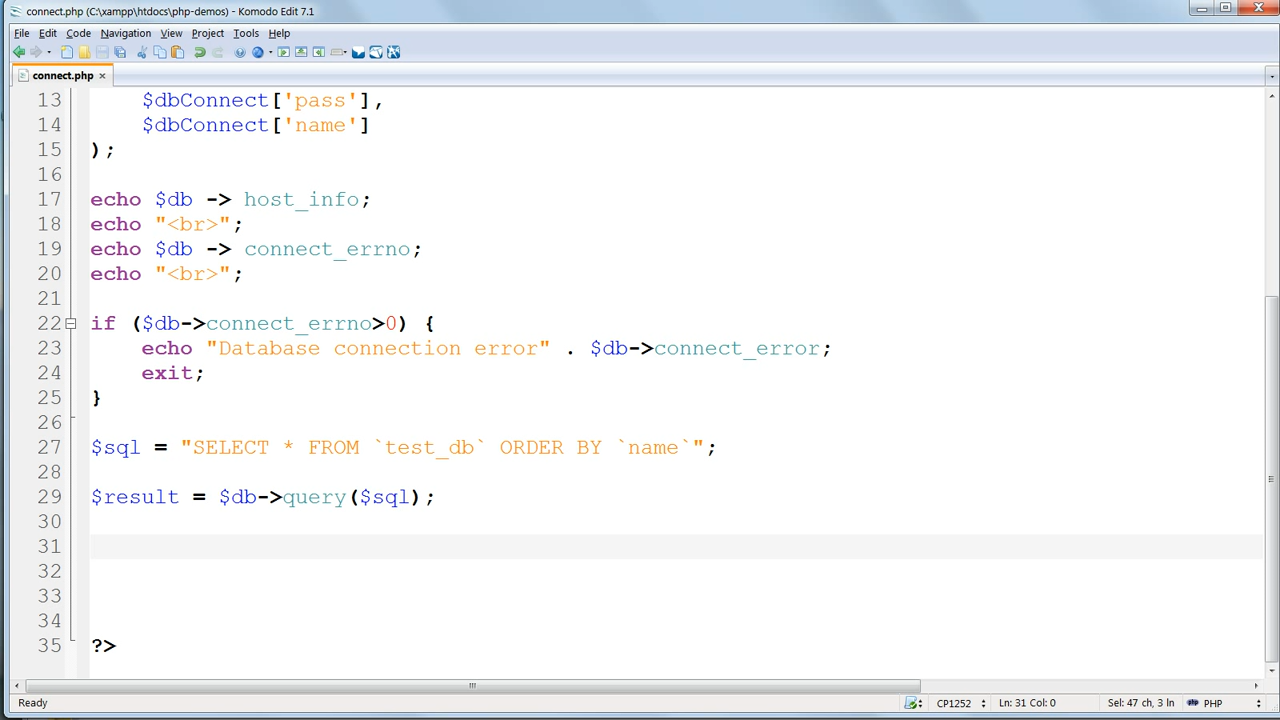 connect.php (C:\xampp\htdocs\php-demos) - Komodo Edit 7.1
File Edit Code Navigation View Project Tools Help
connect.php
13 $dbConnect['pass'],
14 $dbConnect['name']
15 );
16
17 echo $db -> host_info;
18 echo "<br>";
19 echo $db -> connect_errno;
20 echo "<br>";
21
22 if ($db->connect_errno>0) {
23 echo "Database connection error" . $db->connect_error;
24 exit;
25 }
26
27 $sql = "SELECT * FROM `test_db` ORDER BY `name`";
28
29 $result = $db->query($sql);
30
31
32
33
34
35 ?>
Ready CP1252 Ln: 31 Col: 0 Sel: 47 ch, 3 ln PHP